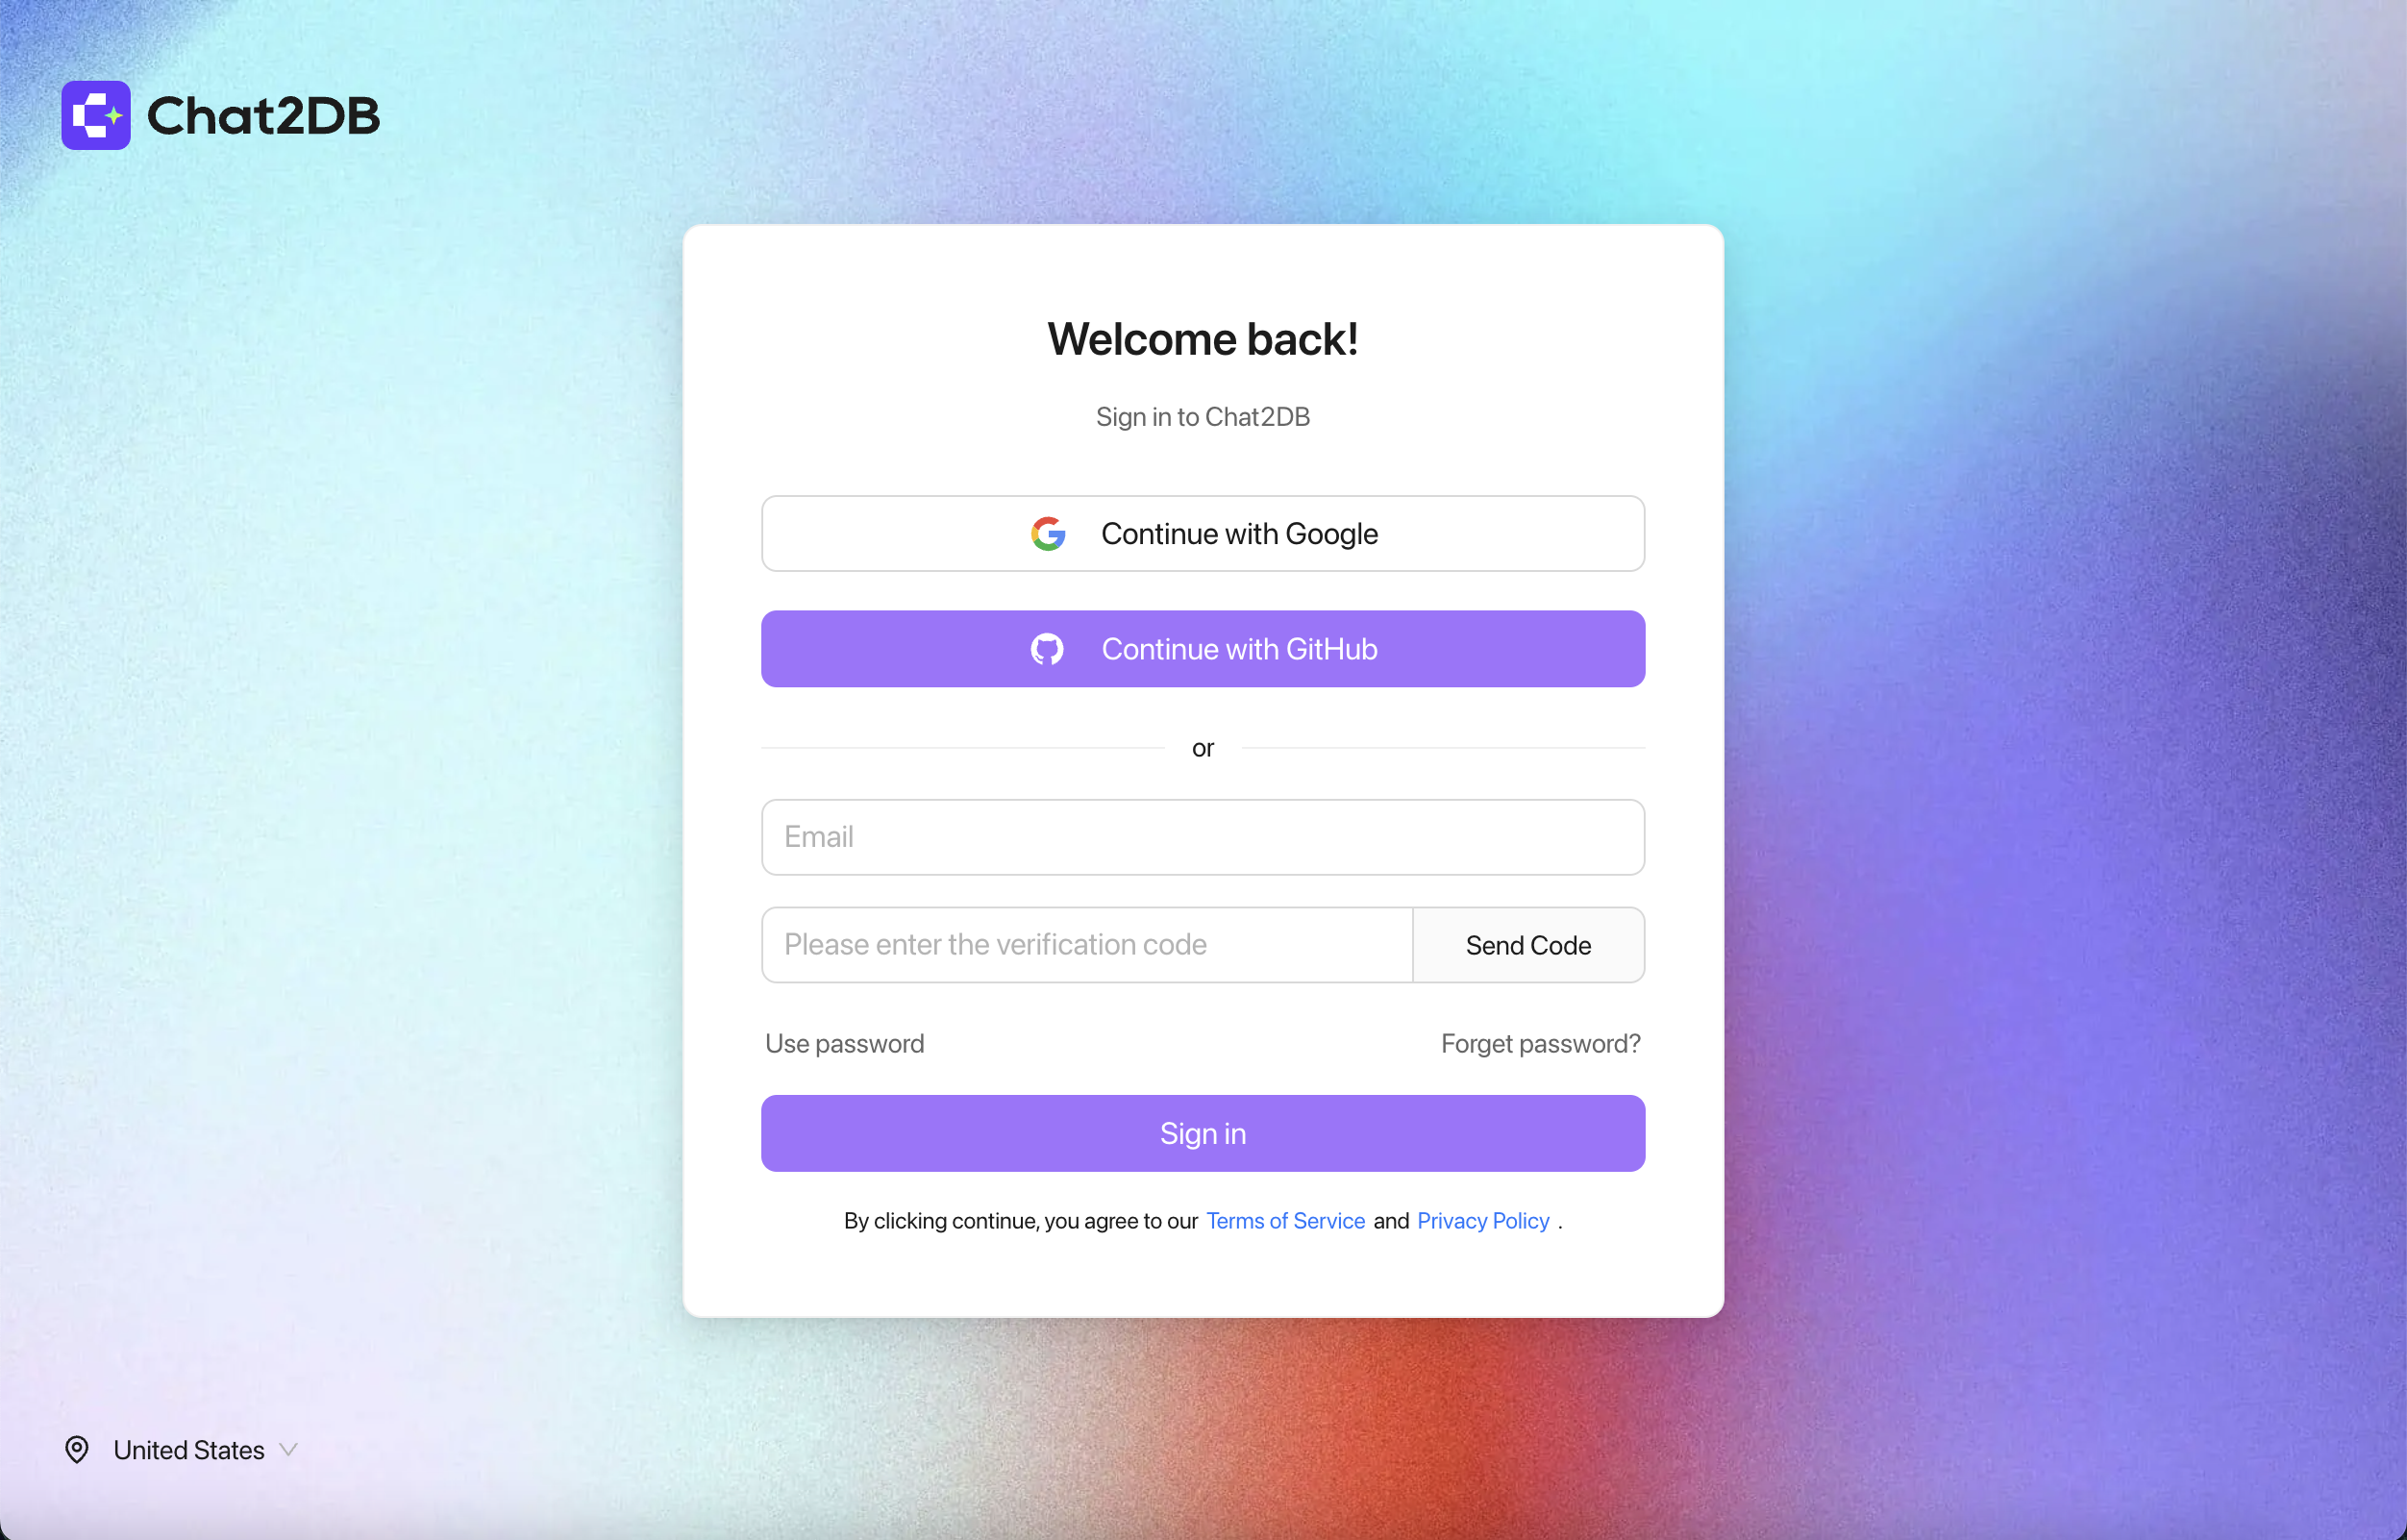 Chat2DB
Welcome back!
Sign in to Chat2DB
Continue with Google
Continue with GitHub
or
Email
Please enter the verification code
Send Code
Use password
Forget password?
Sign in
By clicking continue, you agree to our Terms of Service and Privacy Policy .
United States